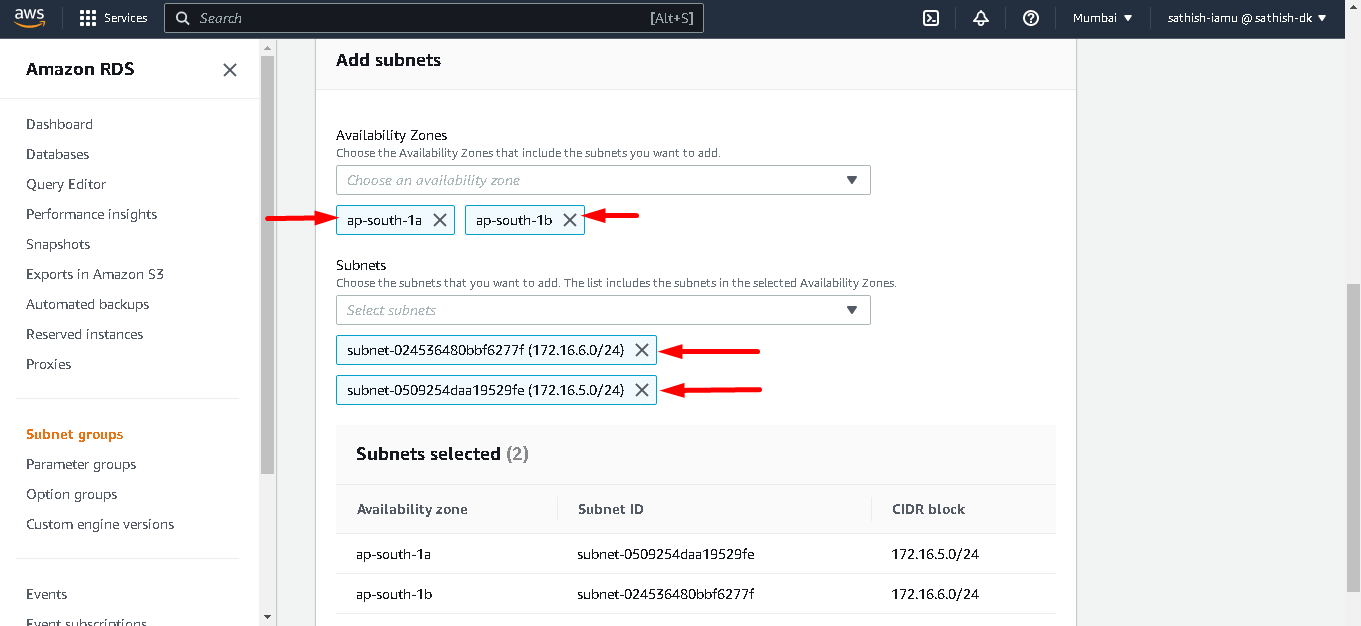 aws
Services
Search
[Alt+S]
Mumbai
sathish-iamu @ sathish-dk
Amazon RDS
Dashboard
Databases
Query Editor
Performance insights
Snapshots
Exports in Amazon S3
Automated backups
Reserved instances
Proxies
Subnet groups
Parameter groups
Option groups
Custom engine versions
Events
Event subscriptions
Add subnets
Availability Zones
Choose the Availability Zones that include the subnets you want to add.
Choose an availability zone
ap-south-1a
ap-south-1b
Subnets
Choose the subnets that you want to add. The list includes the subnets in the selected Availability Zones.
Select subnets
subnet-024536480bbf6277f (172.16.6.0/24)
subnet-0509254daa19529fe (172.16.5.0/24)
Subnets selected (2)
Availability zone Subnet ID CIDR block
ap-south-1a subnet-0509254daa19529fe 172.16.5.0/24
ap-south-1b subnet-024536480bbf6277f 172.16.6.0/24